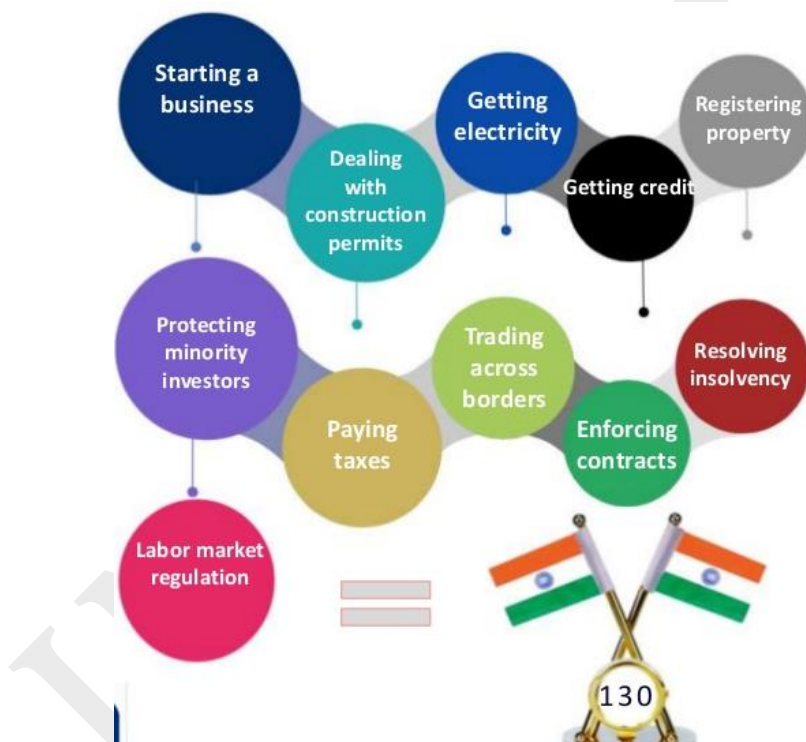 Starting a
business
Dealing
with
construction
permits
Getting
electricity
Getting credit
Registering
property
Protecting
minority
investors
Paying
taxes
Trading
across
borders
Enforcing
contracts
Resolving
insolvency
Labor market
regulation
130